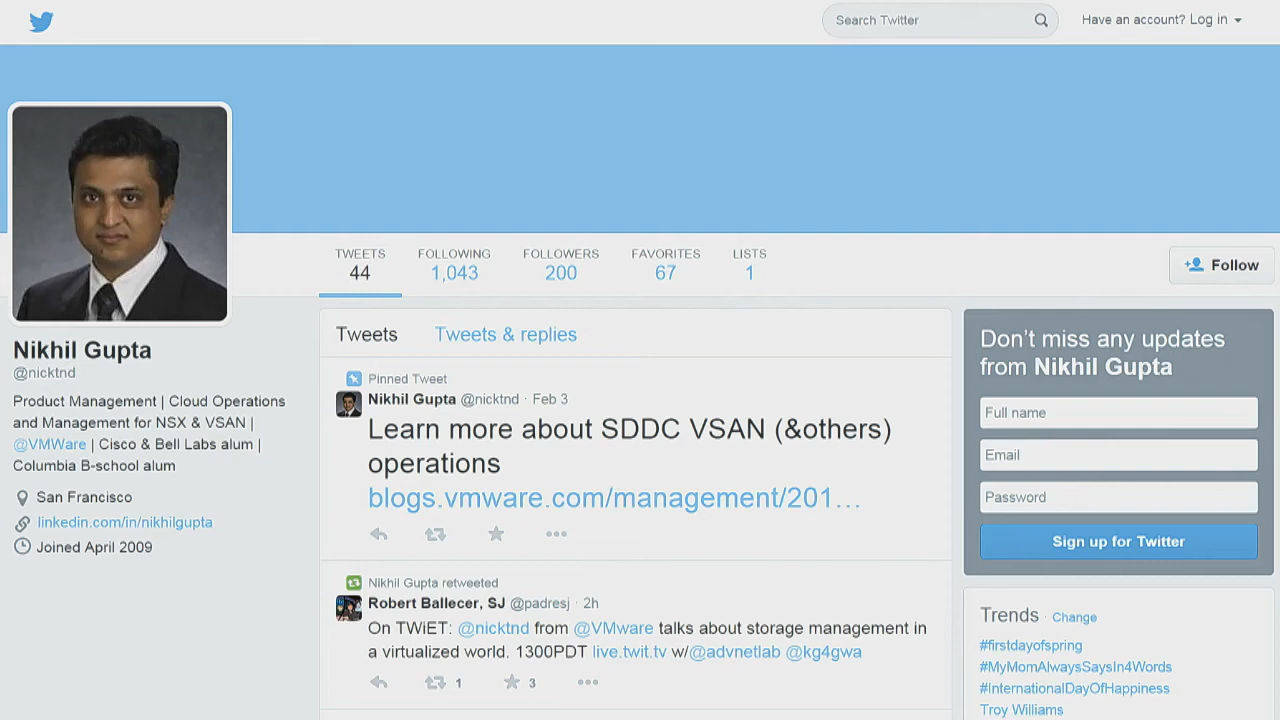 Search Twitter
Have an account? Log in
TWEETS
44
FOLLOWING
1,043
FOLLOWERS
200
FAVORITES
67
LISTS
1
Follow
Nikhil Gupta
@nicktnd
Product Management | Cloud Operations
and Management for NSX & VSAN |
@VMWare | Cisco & Bell Labs alum |
Columbia B-school alum
San Francisco
linkedin.com/in/nikhilgupta
Joined April 2009
Tweets
Tweets & replies
Pinned Tweet
Nikhil Gupta @nicktnd · Feb 3
Learn more about SDDC VSAN (&others)
operations
blogs.vmware.com/management/201…
Nikhil Gupta retweeted
Robert Ballecer, SJ @padresj · 2h
On TWiET: @nicktnd from @VMware talks about storage management in
a virtualized world. 1300PDT live.twit.tv w/@advnetlab @kg4gwa
1
3
Don't miss any updates
from Nikhil Gupta
Full name
Email
Password
Sign up for Twitter
Trends · Change
#firstdayofspring
#MyMomAlwaysSaysIn4Words
#InternationalDayOfHappiness
Troy Williams